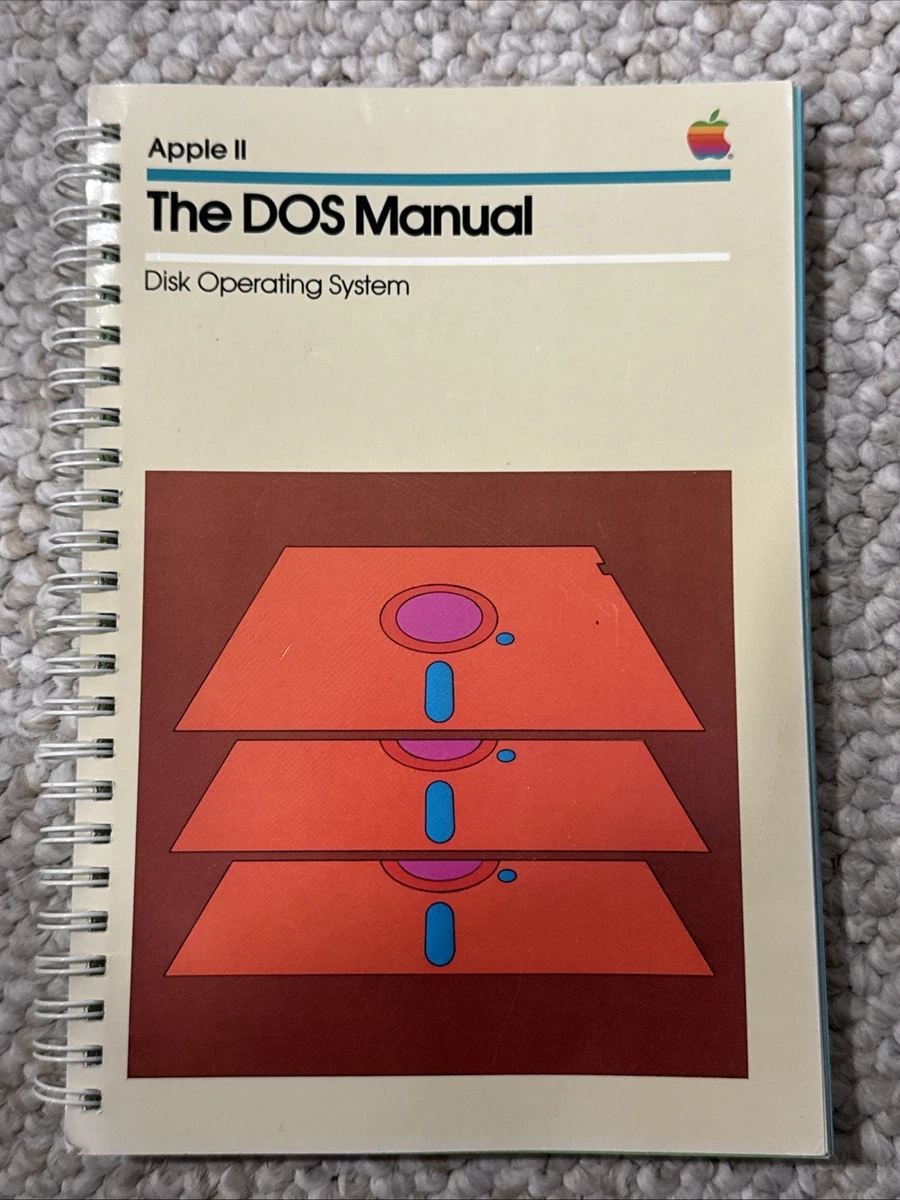 Apple II
The DOS Manual
Disk Operating System